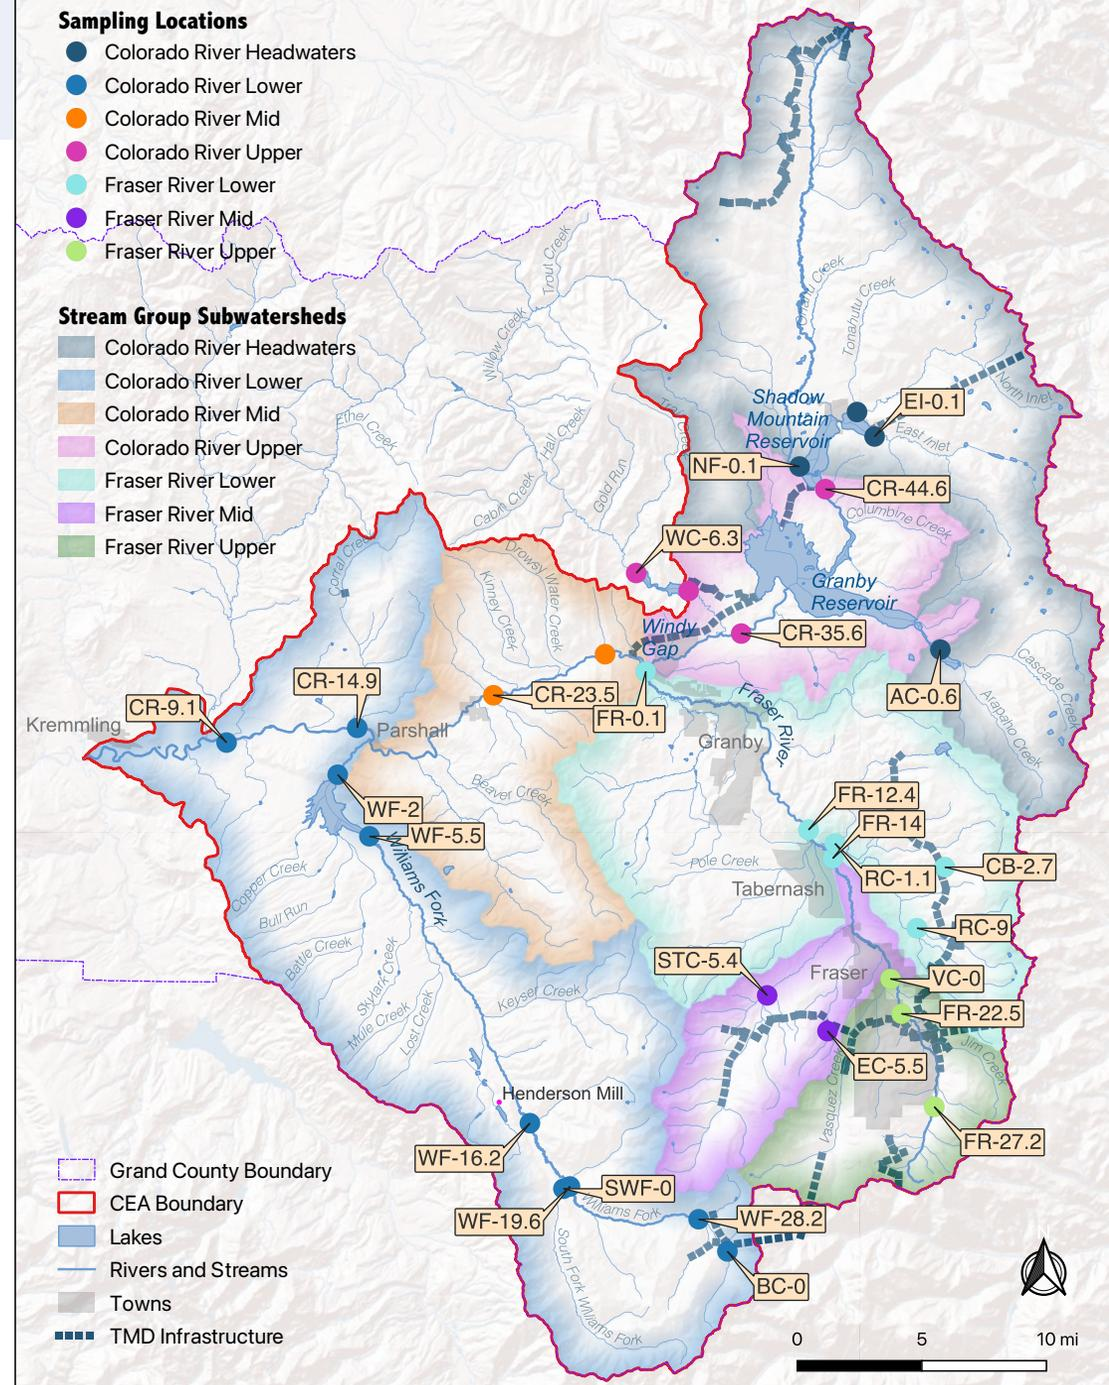 Sampling Locations
Colorado River Headwaters
Colorado River Lower
Colorado River Mid
Colorado River Upper
Fraser River Lower
Fraser River Mid
Fraser River Upper
Stream Group Subwatersheds
Colorado River Headwaters
Colorado River Lower
Colorado River Mid
Colorado River Upper
Fraser River Lower
Fraser River Mid
Fraser River Upper
Trout Creek
Willow Creek
Tonahutu Creek
North Inlet
Shadow
Mountain
Reservoir
EI-0.1
East Inlet
Ethel Creek
Hall Creek
Gold Run
Cabin Creek
NF-0.1
CR-44.6
Columbine Creek
WC-6.3
Corral Creek
Drowsy Water Creek
Kinney Creek
Granby
Reservoir
Windy
Gap
CR-35.6
CR-14.9
CR-23.5
FR-0.1
AC-0.6
Cascade Creek
Arapaho Creek
CR-9.1
Kremmling
Parshall
Fraser River
Granby
WF-2
WF-5.5
Beaver Creek
FR-12.4
FR-14
Williams Fork
Pole Creek
RC-1.1
CB-2.7
Tabernash
Copper Creek
Bull Run
Battle Creek
RC-9
STC-5.4
Fraser
VC-0
Skylark Creek
Keyser Creek
FR-22.5
Mule Creek
Lost Creek
Jim Creek
EC-5.5
Vasquez Creek
Henderson Mill
FR-27.2
WF-16.2
SWF-0
WF-19.6
Williams Fork
WF-28.2
South Fork Williams Fork
BC-0
Grand County Boundary
CEA Boundary
Lakes
Rivers and Streams
Towns
TMD Infrastructure
0 5 10 mi